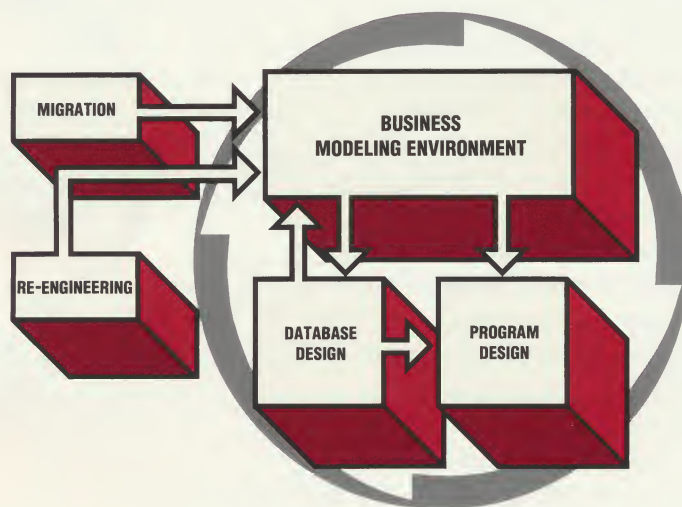 MIGRATION
BUSINESS
MODELING ENVIRONMENT
RE-ENGINEERING
DATABASE
DESIGN
PROGRAM
DESIGN